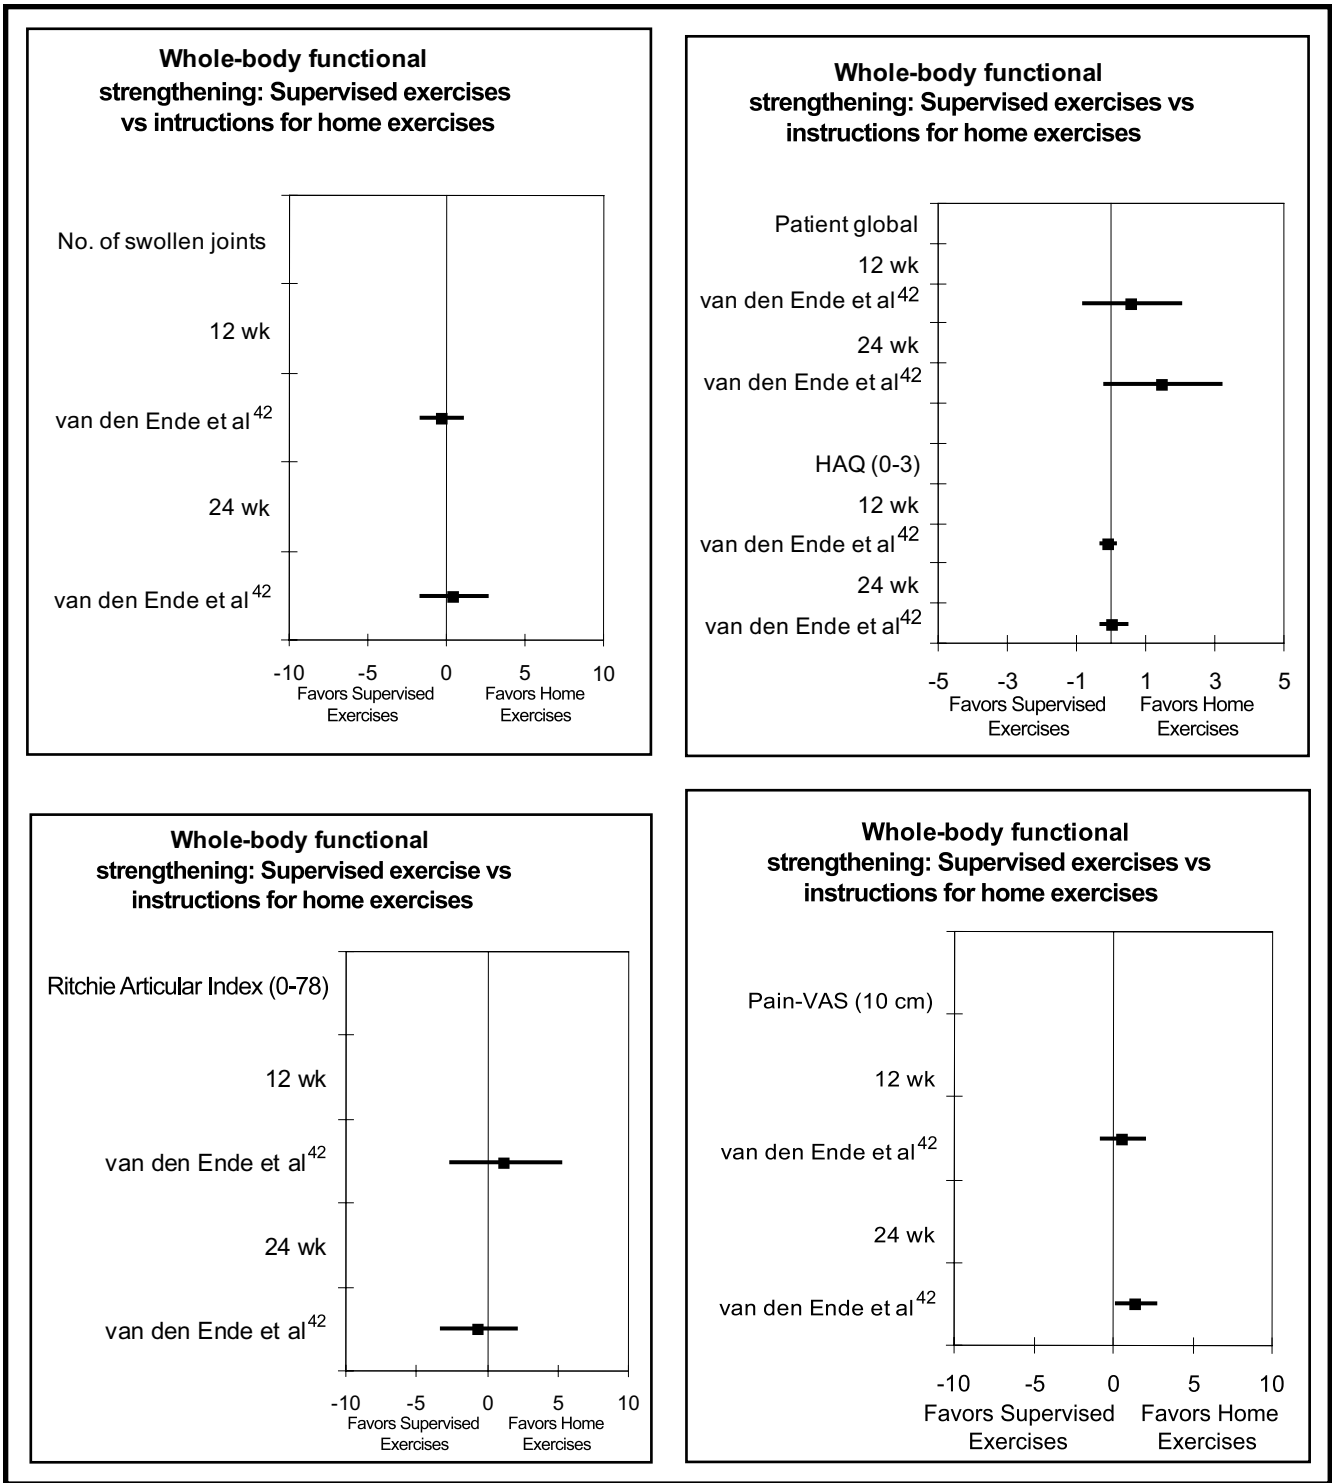 Whole-body functional
strengthening: Supervised exercises
vs intructions for home exercises
No. of swollen joints
12 wk
van den Ende et al42
24 wk
van den Ende et al42
-10 -5 0 5 10
Favors Supervised Favors Home
Exercises Exercises
Whole-body functional
strengthening: Supervised exercises vs
instructions for home exercises
Patient global
12 wk
van den Ende et al42
24 wk
van den Ende et al42
HAQ (0-3)
12 wk
van den Ende et al42
24 wk
van den Ende et al42
-5 -3 -1 1 3 5
Favors Supervised Favors Home
Exercises Exercises
Whole-body functional
strengthening: Supervised exercise vs
instructions for home exercises
Ritchie Articular Index (0-78)
12 wk
van den Ende et al42
24 wk
van den Ende et al42
-10 -5 0 5 10
Favors Supervised Favors Home
Exercises Exercises
Whole-body functional
strengthening: Supervised exercises vs
instructions for home exercises
Pain-VAS (10 cm)
12 wk
van den Ende et al42
24 wk
van den Ende et al42
-10 -5 0 5 10
Favors Supervised Favors Home
Exercises Exercises